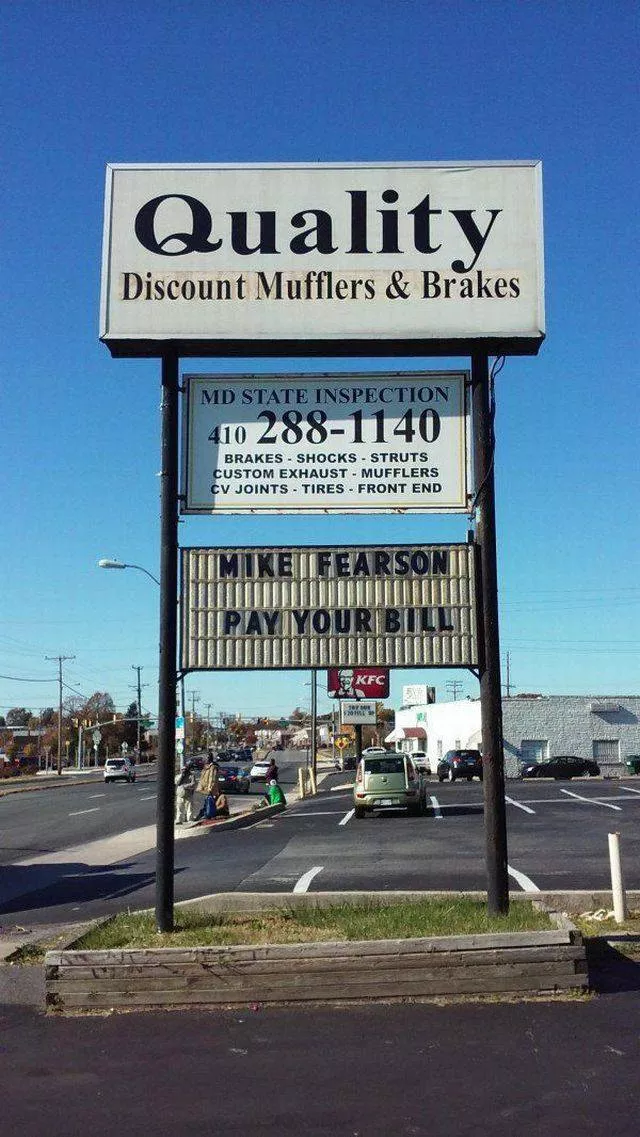 Quality
Discount Mufflers & Brakes
MD STATE INSPECTION
410 288-1140
BRAKES - SHOCKS - STRUTS
CUSTOM EXHAUST - MUFFLERS
CV JOINTS - TIRES - FRONT END
MIKE FEARSON
PAY YOUR BILL
KFC